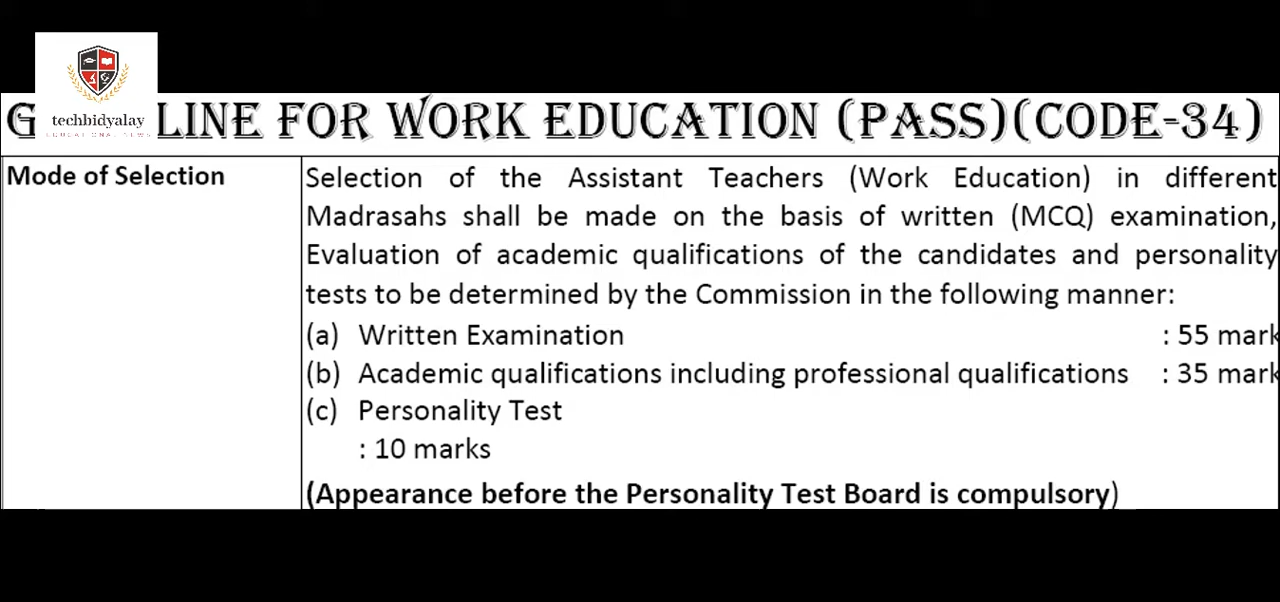 techbidyalay
EDUCATIONAL NEWS
G LINE FOR WORK EDUCATION (PASS)(CODE-34)
Mode of Selection
Selection of the Assistant Teachers (Work Education) in different
Madrasahs shall be made on the basis of written (MCQ) examination,
Evaluation of academic qualifications of the candidates and personality
tests to be determined by the Commission in the following manner:
(a) Written Examination : 55 mark
(b) Academic qualifications including professional qualifications : 35 mark
(c) Personality Test
: 10 marks
(Appearance before the Personality Test Board is compulsory)